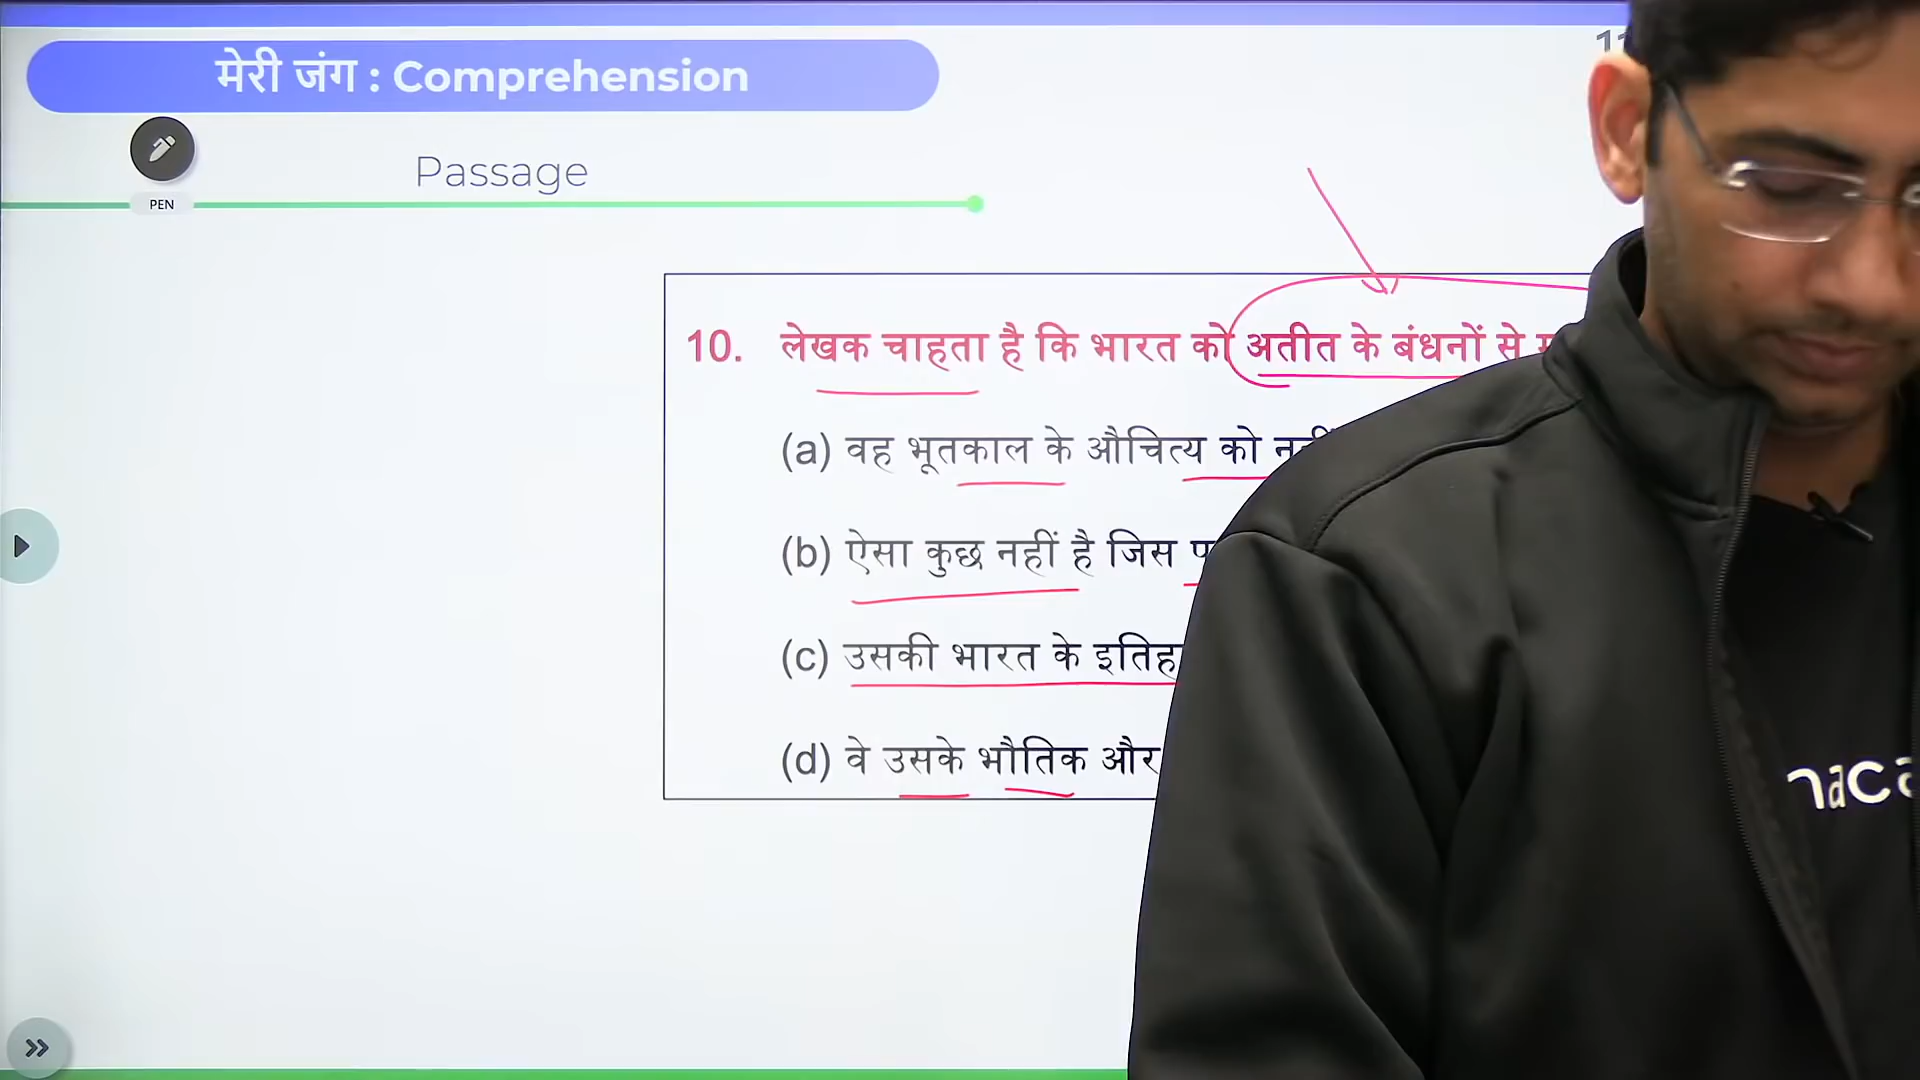 मेरी जंग : Comprehension
PEN
Passage
10. लेखक चाहता है कि भारत को अतीत के बंधनों से
(a) वह भूतकाल के औचित्य को
(b) ऐसा कुछ नहीं है जिस
(c) उसकी भारत के
(d) वे उसके भौतिक और